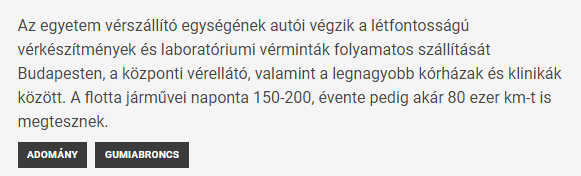 Az egyetem vérszállító egységének autói végzik a létfontosságú
vérkészítmények és laboratóriumi vérminták folyamatos szállítását
Budapesten, a központi vérellátó, valamint a legnagyobb kórházak és klinikák
között. A flotta járművei naponta 150-200, évente pedig akár 80 ezer km-t is
megtesznek.
ADOMÁNY GUMIABRONCS